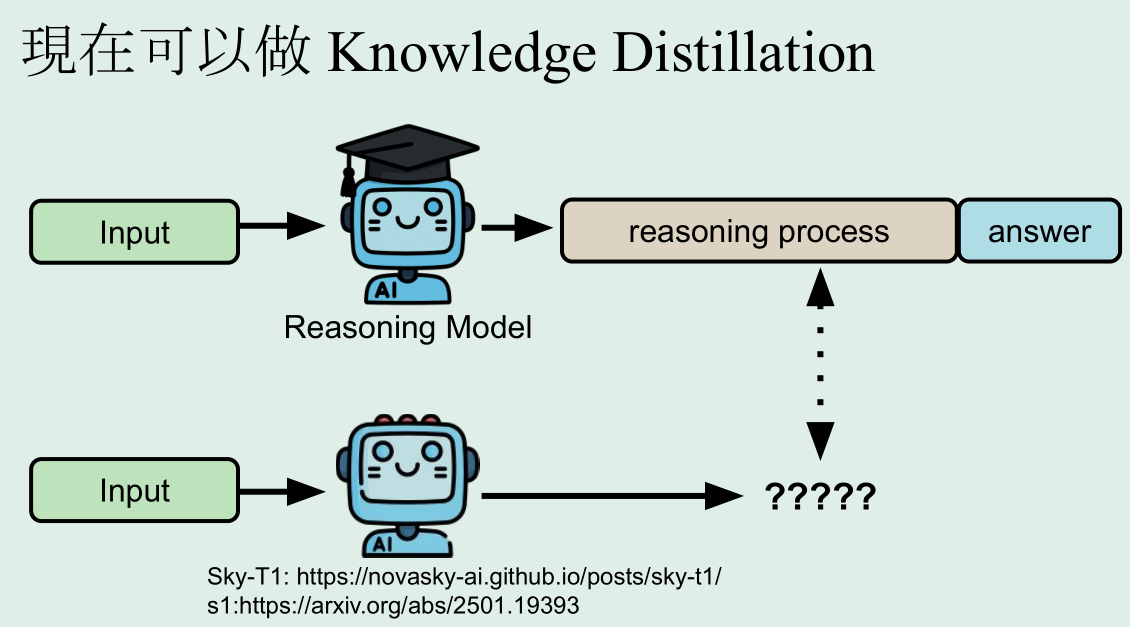 現在可以做 Knowledge Distillation
Input
AI
reasoning process
answer
Reasoning Model
Input
AI
?????
Sky-T1: https://novasky-ai.github.io/posts/sky-t1/
s1:https://arxiv.org/abs/2501.19393